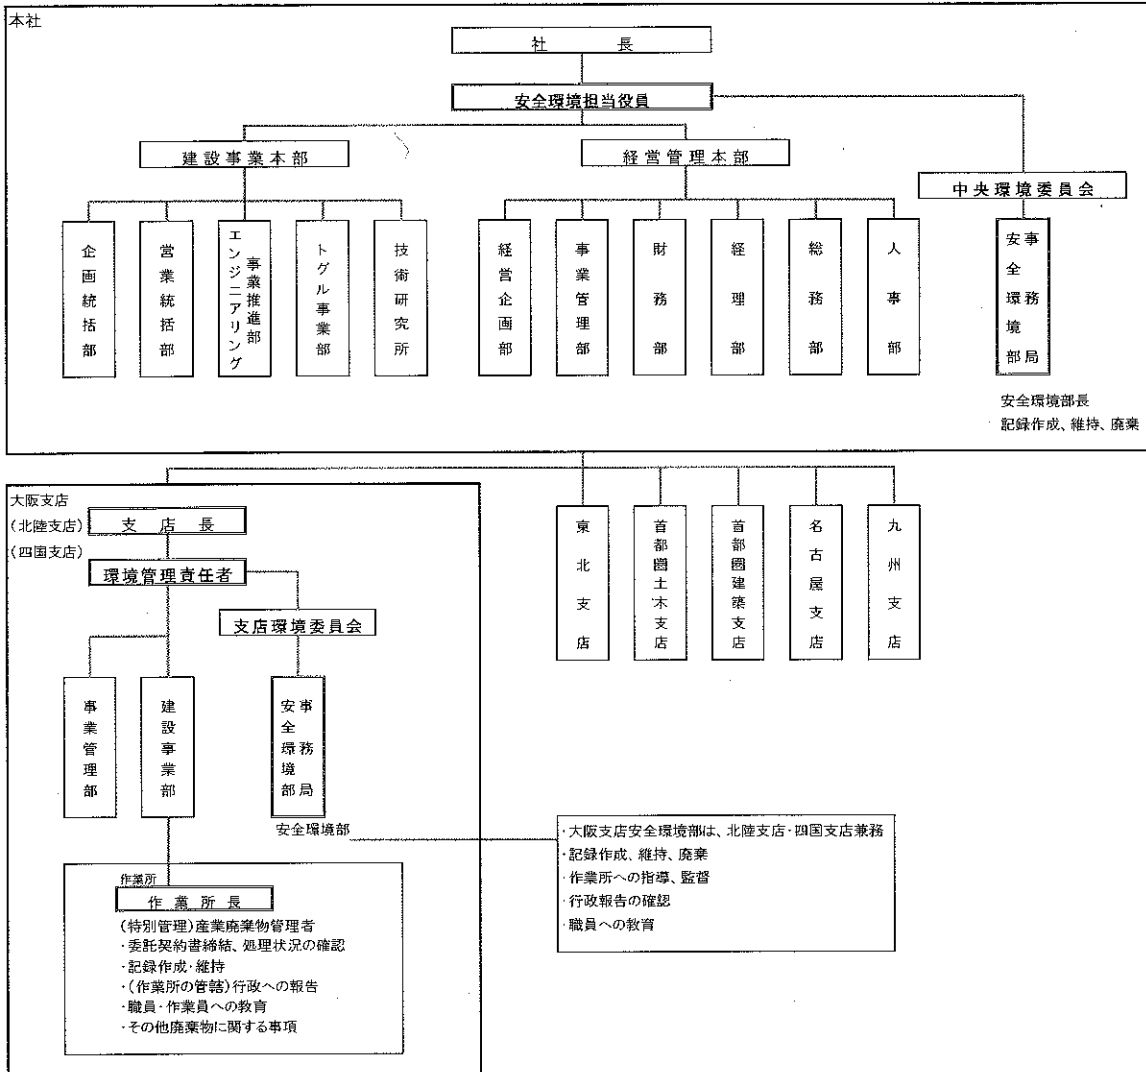 本社
社長
安全環境担当役員
建設事業本部
経営管理本部
中央環境委員会
企画統括部
営業統括部
エンジニアリング
事業推進部
トグル事業部
技術研究所
経営企画部
事業管理部
財務部
経理部
総務部
人事部
事務局
安全環境部
安全環境部長
記録作成、維持、廃棄
大阪支店
(北陸支店)
(四国支店)
支店長
環境管理責任者
支店環境委員会
事業管理部
建設事業部
事務局
安全環境部
安全環境部
東北支店
首都圏土木支店
首都圏建築支店
名古屋支店
九州支店
・大阪支店安全環境部は、北陸支店・四国支店兼務
・記録作成、維持、廃棄
・作業所への指導、監督
・行政報告の確認
・職員への教育
作業所
作業所長
(特別管理)産業廃棄物管理者
・委託契約書締結、処理状況の確認
・記録作成・維持
・(作業所の管轄)行政への報告
・職員・作業員への教育
・その他廃棄物に関する事項